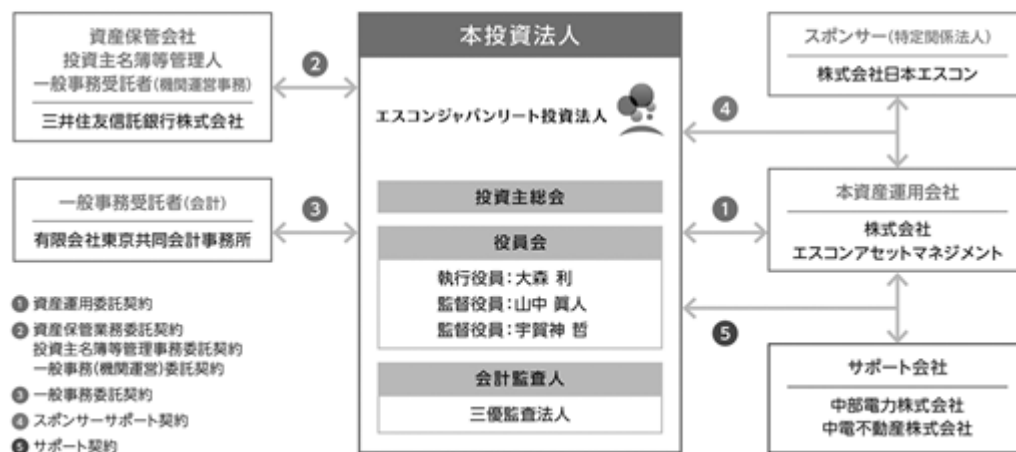 資産保管会社
投資主名簿等管理人
一般事務受託者(機関運営事務)
三井住友信託銀行株式会社
2
一般事務受託者(会計)
有限会社東京共同会計事務所
3
本投資法人
エスコンジャパンリート投資法人
投資主総会
役員会
執行役員:大森 利
監督役員:山中 眞人
監督役員:宇賀神 哲
会計監査人
三優監査法人
スポンサー(特定関係法人)
株式会社日本エスコン
4
1
本資産運用会社
株式会社
エスコンアセットマネジメント
5
サポート会社
中部電力株式会社
中電不動産株式会社
1 資産運用委託契約
2 資産保管業務委託契約
投資主名簿等管理事務委託契約
一般事務(機関運営)委託契約
3 一般事務委託契約
4 スポンサーサポート契約
5 サポート契約